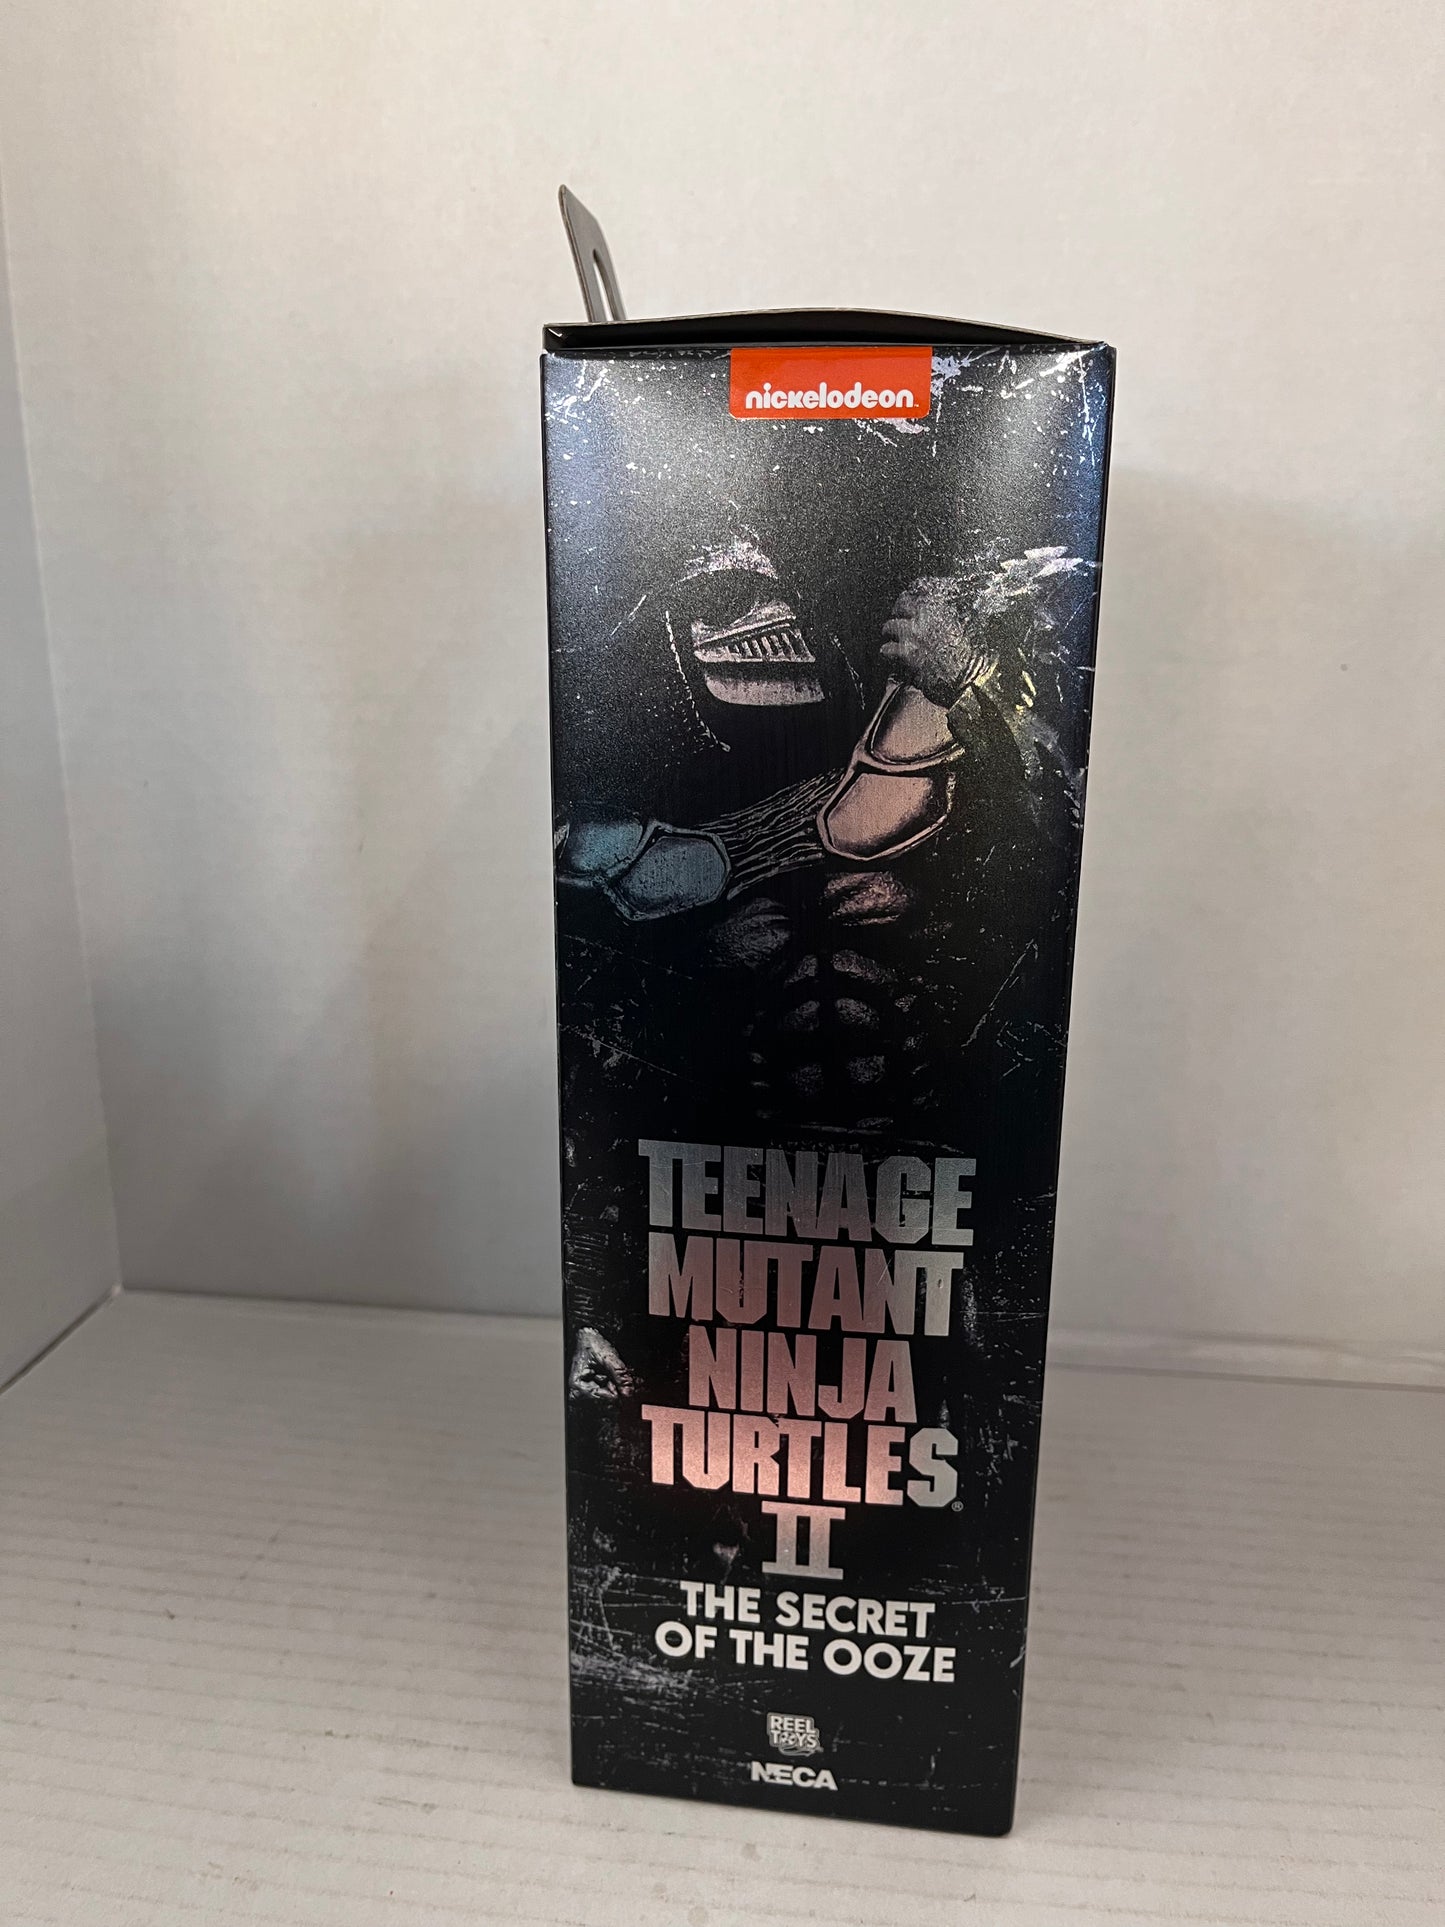 nickelodeon
TEENAGE
MUTANT
NINJA
TURTLES®
II
THE SECRET
OF THE OOZE
REEL
TOYS
NECA